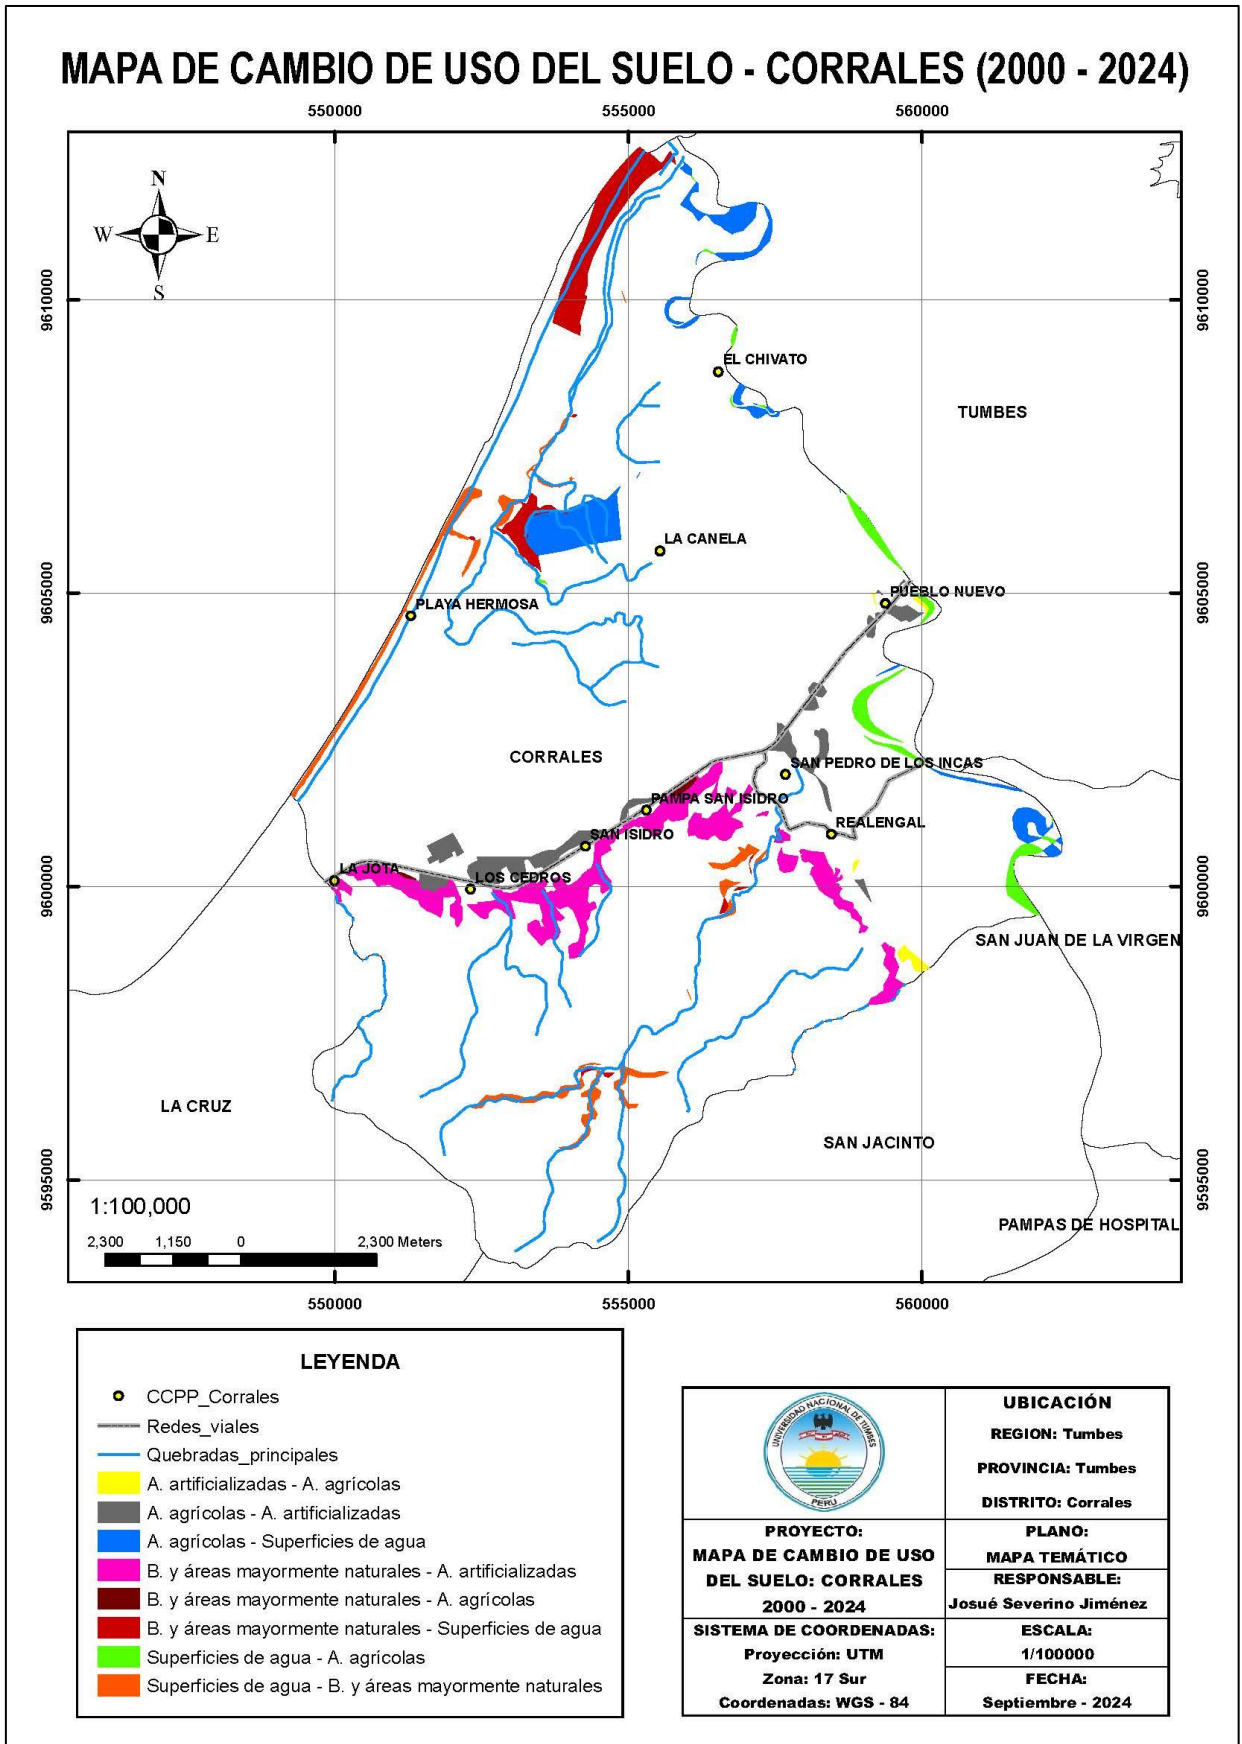 MAPA DE CAMBIO DE USO DEL SUELO - CORRALES (2000 - 2024)
550000
555000
560000
N
W
E
S
9610000
9610000
EL CHIVATO
TUMBES
LA CANELA
9605000
9605000
PUEBLO NUEVO
PLAYA HERMOSA
CORRALES
SAN PEDRO DE LOS INCAS
PAMPA SAN ISIDRO
REALENGAL
SAN ISIDRO
LA JOTA
LOS CEDROS
9600000
9600000
SAN JUAN DE LA VIRGEN
LA CRUZ
SAN JACINTO
9595000
9595000
PAMPAS DE HOSPITAL
1:100,000
2,300
1,150
0
2,300 Meters
550000
555000
560000
LEYENDA
CCPP_Corrales
Redes_viales
Quebradas_principales
A. artificializadas - A. agrícolas
A. agrícolas - A. artificializadas
A. agrícolas - Superficies de agua
B. y áreas mayormente naturales - A. artificializadas
B. y áreas mayormente naturales - A. agrícolas
B. y áreas mayormente naturales - Superficies de agua
Superficies de agua - A. agrícolas
Superficies de agua - B. y áreas mayormente naturales
UNIVERSIDAD NACIONAL DE TUMBES
PERU
UBICACIÓN
REGION: Tumbes
PROVINCIA: Tumbes
DISTRITO: Corrales
PROYECTO:
MAPA DE CAMBIO DE USO
DEL SUELO: CORRALES
2000 - 2024
PLANO:
MAPA TEMÁTICO
RESPONSABLE:
Josué Severino Jiménez
SISTEMA DE COORDENADAS:
Proyección: UTM
Zona: 17 Sur
Coordenadas: WGS - 84
ESCALA:
1/100000
FECHA:
Septiembre - 2024